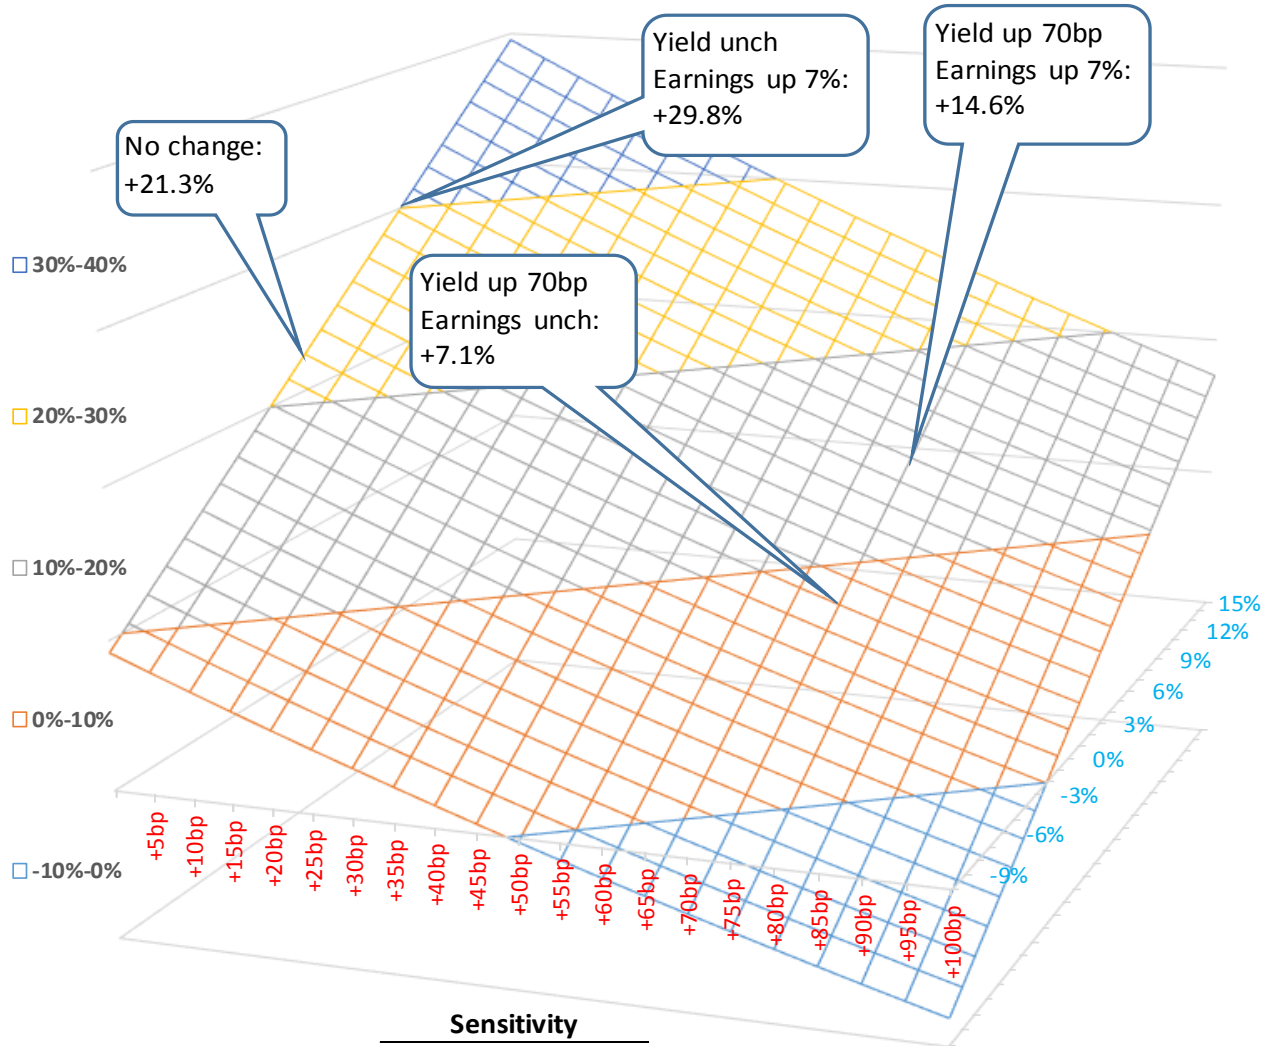 Yield unch
Earnings up 7%:
+29.8%
Yield up 70bp
Earnings up 7%:
+14.6%
No change:
+21.3%
Yield up 70bp
Earnings unch:
+7.1%
30%-40%
20%-30%
10%-20%
0%-10%
-10%-0%
15%
12%
9%
6%
3%
0%
-3%
-6%
-9%
+5bp
+10bp
+15bp
+20bp
+25bp
+30bp
+35bp
+40bp
+45bp
+50bp
+55bp
+60bp
+65bp
+70bp
+75bp
+80bp
+85bp
+90bp
+95bp
+100bp
Sensitivity